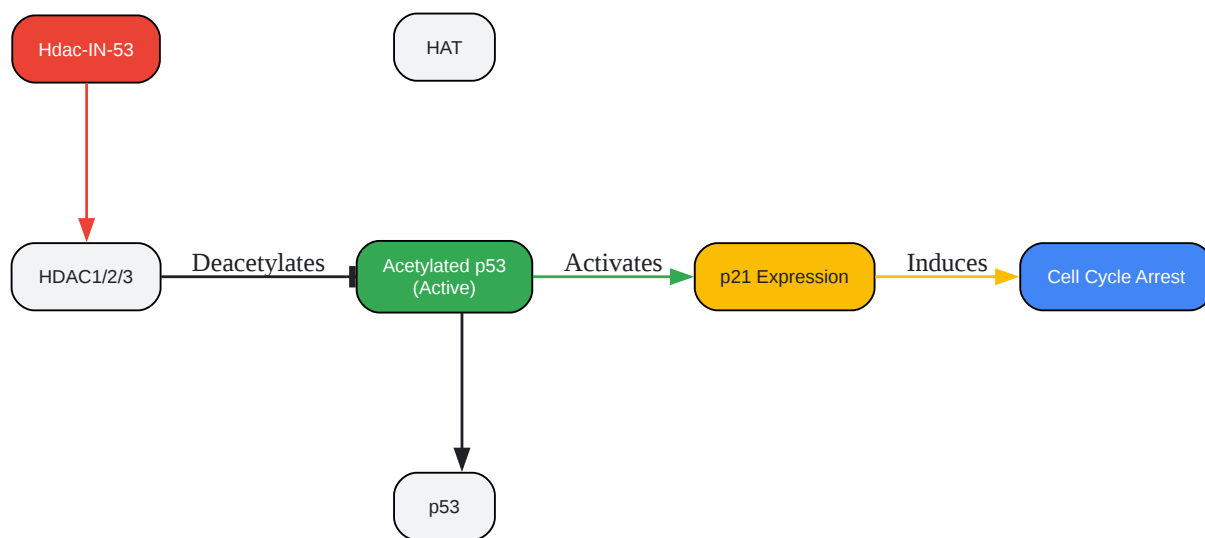 Hdac-IN-53
HAT
HDAC1/2/3
Deacetylates
Acetylated p53
(Active)
Activates
p21 Expression
Induces
Cell Cycle Arrest
p53